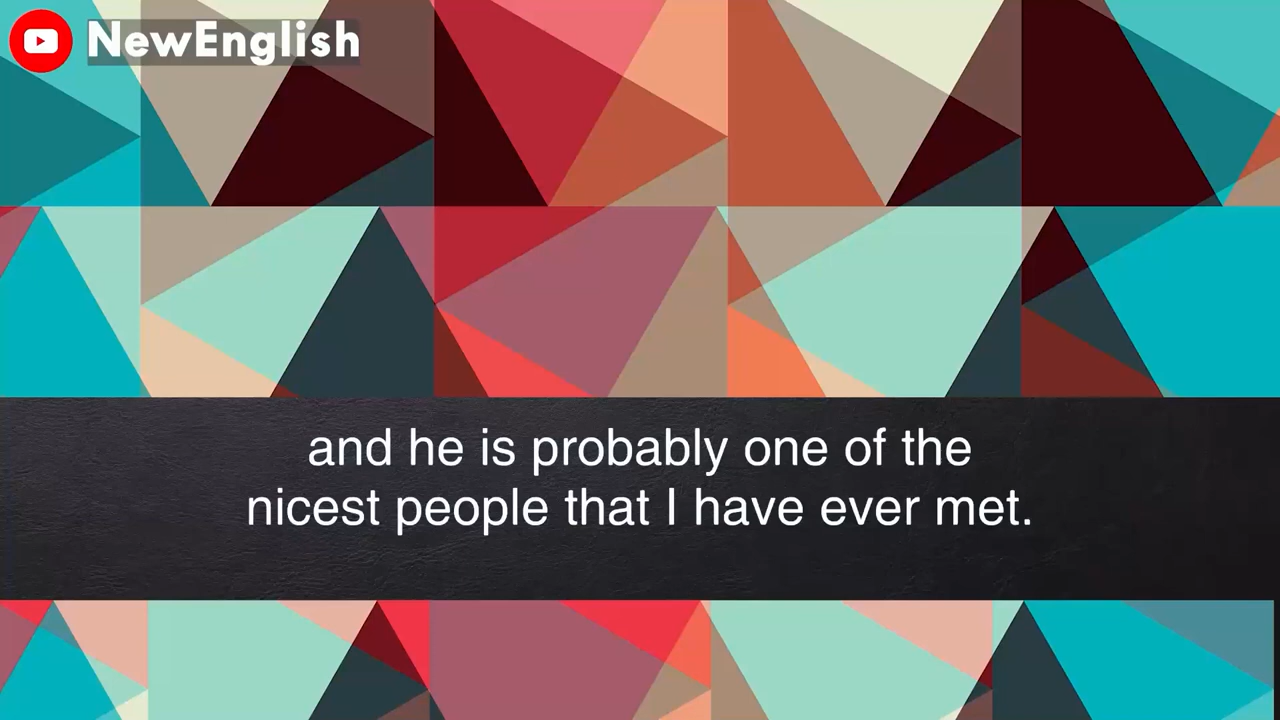 NewEnglish
and he is probably one of the
nicest people that I have ever met.